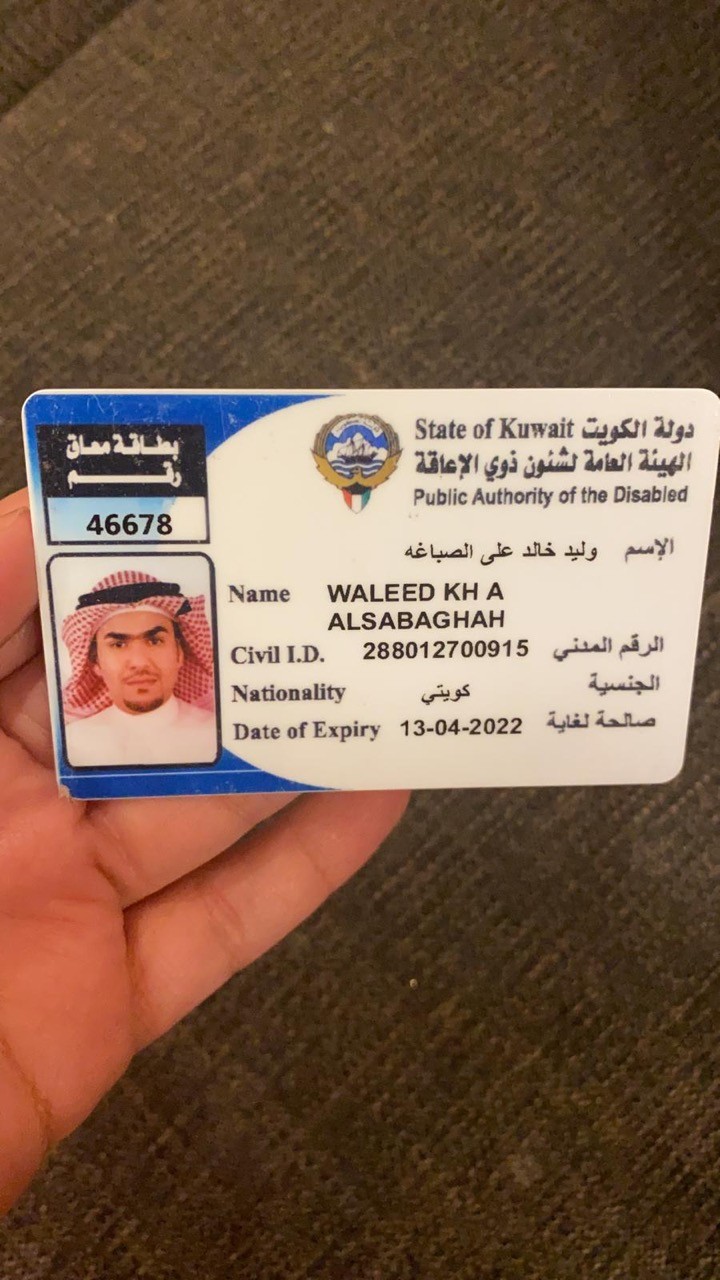 بطاقة معاق
رقم
46678
State of Kuwait دولة الكويت
الهيئة العامة لشئون ذوي الإعاقة
Public Authority of the Disabled
الإسم وليد خالد على الصباغه
Name WALEED KH A
ALSABAGHAH
Civil I.D. 288012700915 الرقم المدني
Nationality كويتي الجنسية
Date of Expiry 13-04-2022 صالحة لغاية